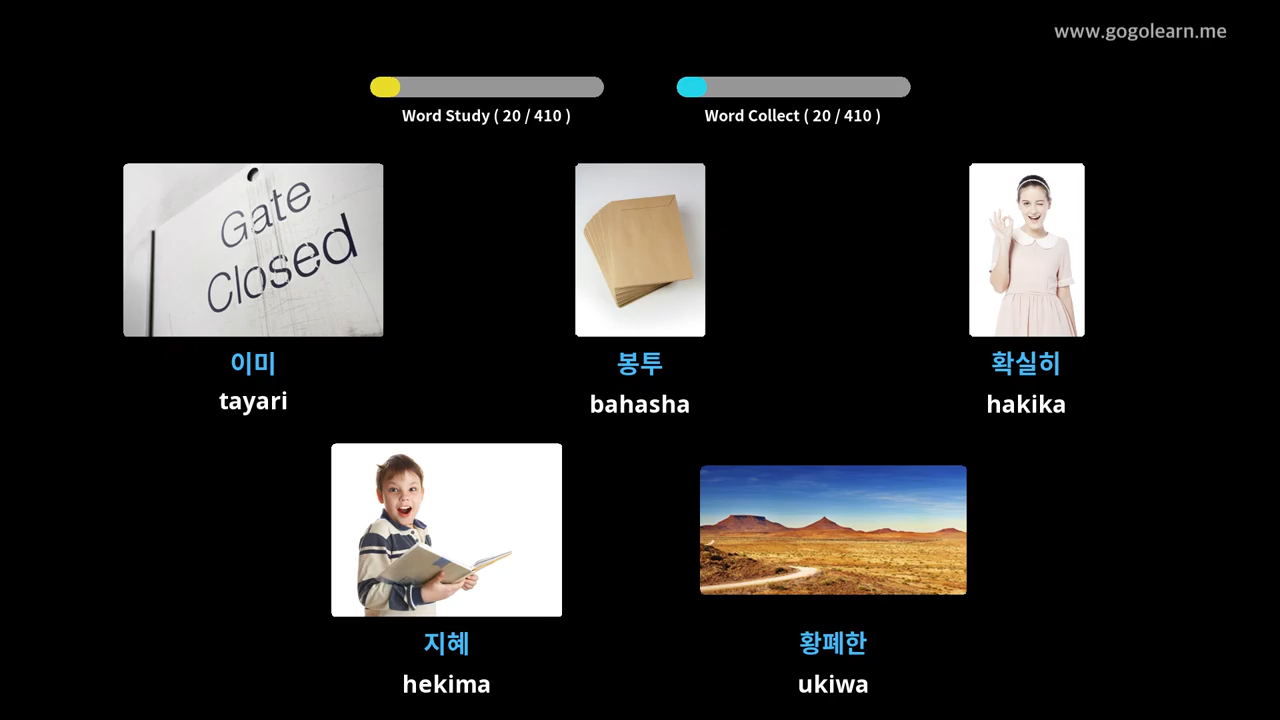 www.gogolearn.me
Word Study ( 20 / 410 )
Word Collect ( 20 / 410 )
Gate
Closed
이미
tayari
봉투
bahasha
확실히
hakika
지혜
hekima
황폐한
ukiwa